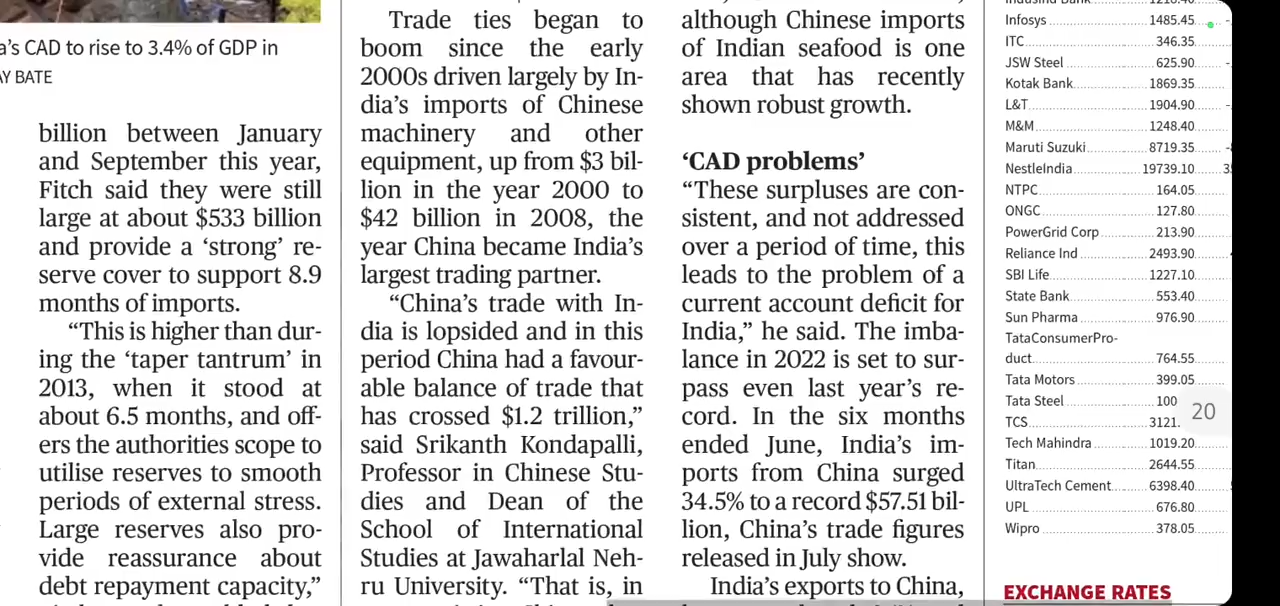 a's CAD to rise to 3.4% of GDP in
AY BATE
billion between January
and September this year,
Fitch said they were still
large at about $533 billion
and provide a ‘strong’ re-
serve cover to support 8.9
months of imports.
“This is higher than dur-
ing the ‘taper tantrum’ in
2013, when it stood at
about 6.5 months, and off-
ers the authorities scope to
utilise reserves to smooth
periods of external stress.
Large reserves also pro-
vide reassurance about
debt repayment capacity,”
Trade ties began to
boom since the early
2000s driven largely by In-
dia’s imports of Chinese
machinery and other
equipment, up from $3 bil-
lion in the year 2000 to
$42 billion in 2008, the
year China became India’s
largest trading partner.
“China’s trade with In-
dia is lopsided and in this
period China had a favour-
able balance of trade that
has crossed $1.2 trillion,”
said Srikanth Kondapalli,
Professor in Chinese Stu-
dies and Dean of the
School of International
Studies at Jawaharlal Neh-
ru University. “That is, in
although Chinese imports
of Indian seafood is one
area that has recently
shown robust growth.
‘CAD problems’
“These surpluses are con-
sistent, and not addressed
over a period of time, this
leads to the problem of a
current account deficit for
India,” he said. The imba-
lance in 2022 is set to sur-
pass even last year’s re-
cord. In the six months
ended June, India’s im-
ports from China surged
34.5% to a record $57.51 bil-
lion, China’s trade figures
released in July show.
India’s exports to China,
Infosys 1485.45
ITC 346.35
JSW Steel 625.90
Kotak Bank 1869.35
L&T 1904.90
M&M 1248.40
Maruti Suzuki 8719.35
NestleIndia 19739.10
NTPC 164.05
ONGC 127.80
PowerGrid Corp 213.90
Reliance Ind 2493.90
SBI Life 1227.10
State Bank 553.40
Sun Pharma 976.90
TataConsumerPro-
duct 764.55
Tata Motors 399.05
Tata Steel 100
20
TCS 3121.
Tech Mahindra 1019.20
Titan 2644.55
UltraTech Cement 6398.40
UPL 676.80
Wipro 378.05
EXCHANGE RATES